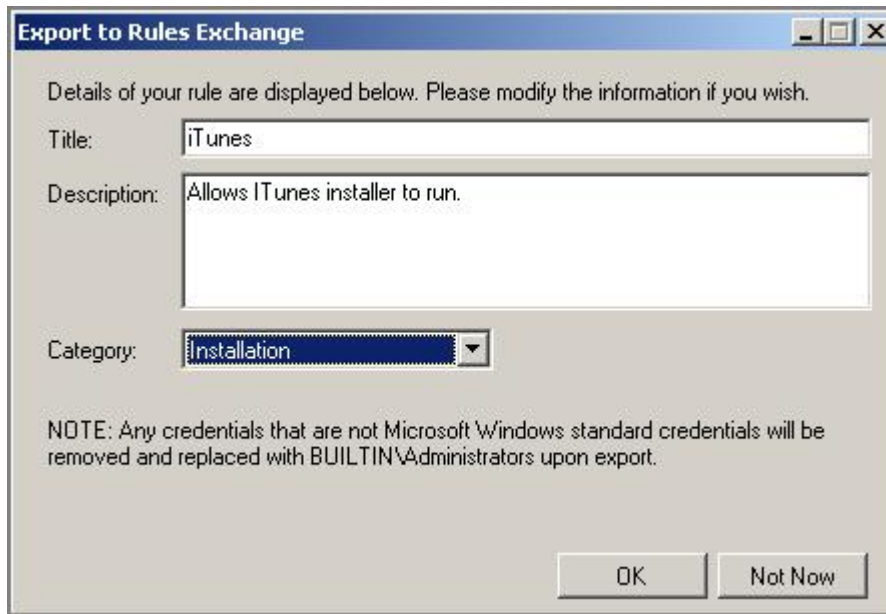 Export to Rules Exchange
Details of your rule are displayed below. Please modify the information if you wish.
Title: iTunes
Description: Allows ITunes installer to run.
Category: Installation
NOTE: Any credentials that are not Microsoft Windows standard credentials will be
removed and replaced with BUILTIN\Administrators upon export.
OK Not Now